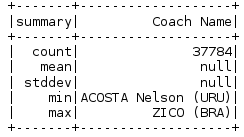 +-------+------------------+
|summary|        Coach Name|
+-------+------------------+
|  count|             37784|
|   mean|              null|
| stddev|              null|
|    min|ACOSTA Nelson (URU)|
|    max|        ZICO (BRA)|
+-------+------------------+